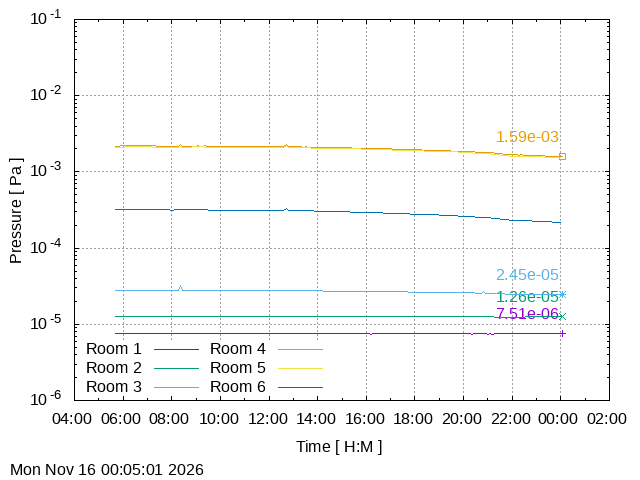 10^-1
10^-2
10^-3
10^-4
10^-5
10^-6
Pressure [ Pa ]
1.59e-03
2.45e-05
1.26e-05
7.51e-06
Room 1 Room 4
Room 2 Room 5
Room 3 Room 6
04:00 06:00 08:00 10:00 12:00 14:00 16:00 18:00 20:00 22:00 00:00 02:00
Time [ H:M ]
Mon Nov 16 00:05:01 2026